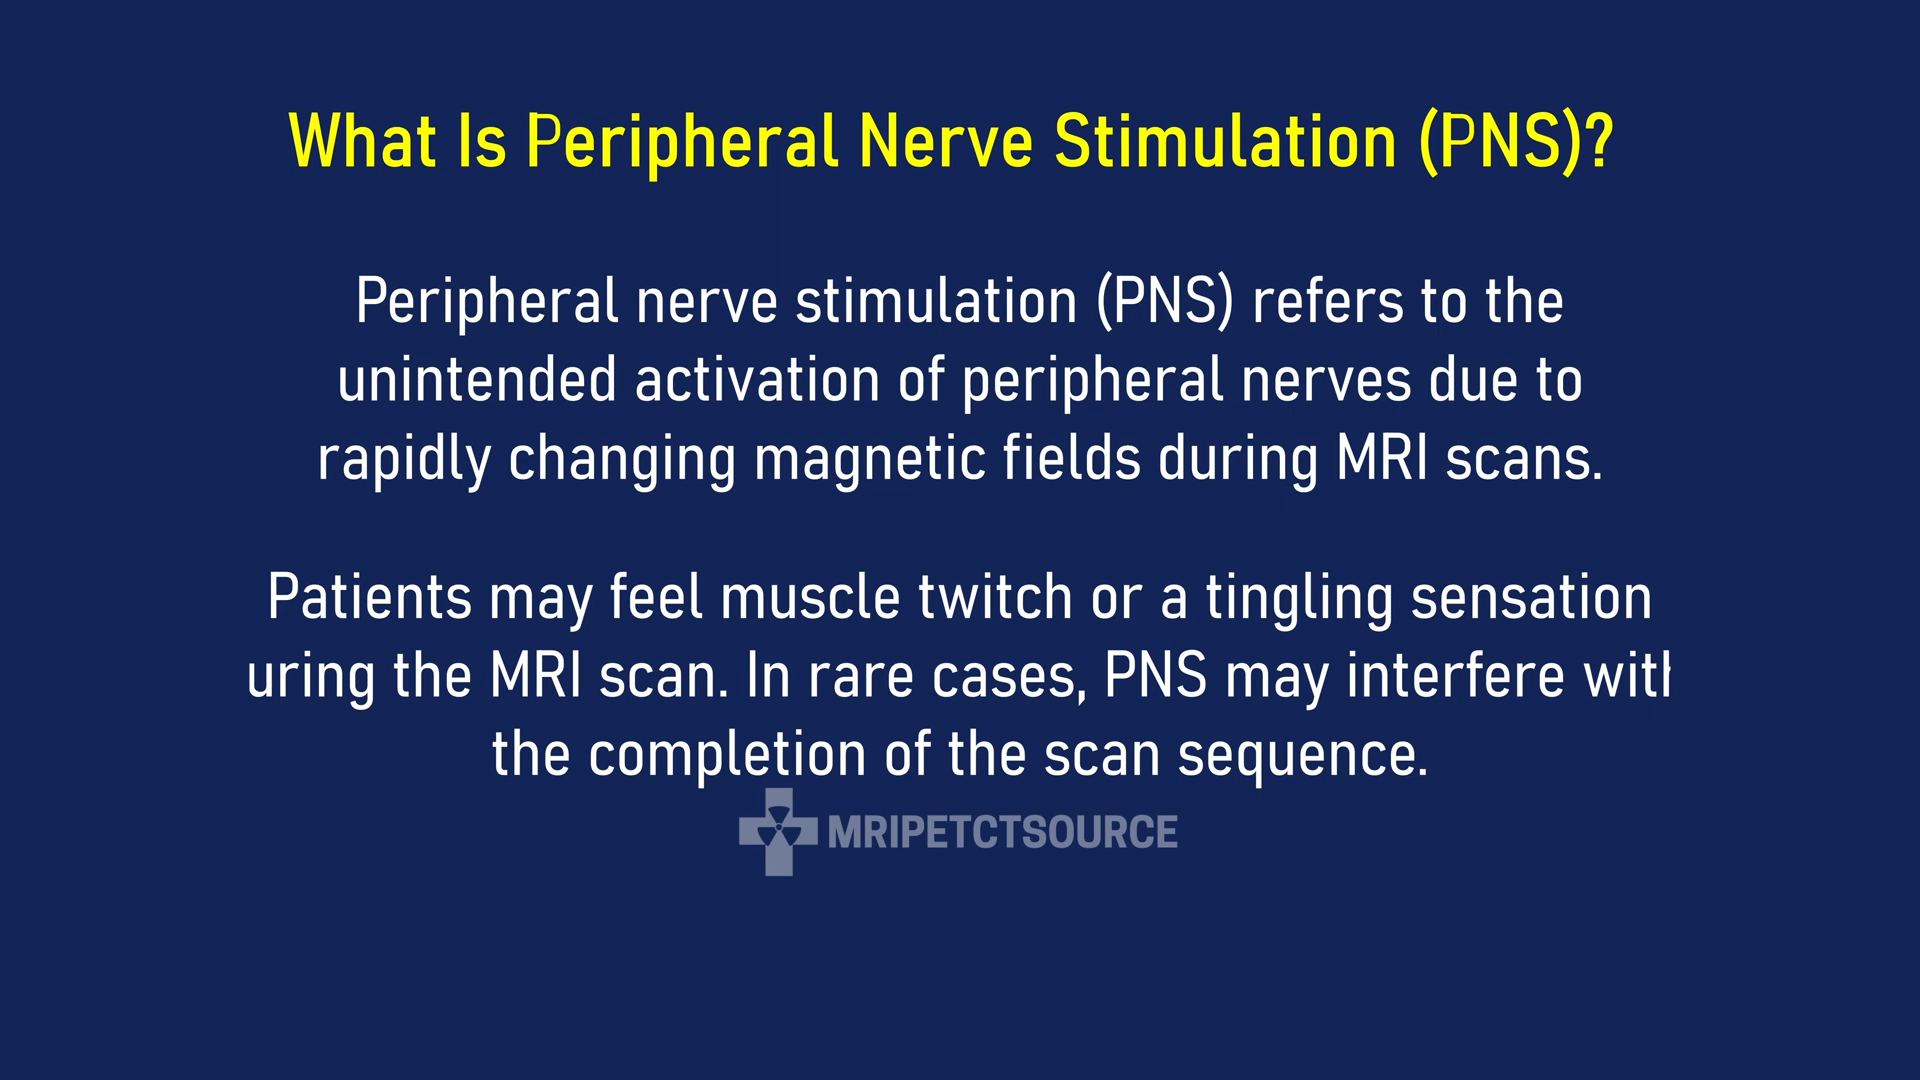 What Is Peripheral Nerve Stimulation (PNS)?
Peripheral nerve stimulation (PNS) refers to the
unintended activation of peripheral nerves due to
rapidly changing magnetic fields during MRI scans.
Patients may feel muscle twitch or a tingling sensation
uring the MRI scan. In rare cases, PNS may interfere with
the completion of the scan sequence.
MRIPETCTSOURCE